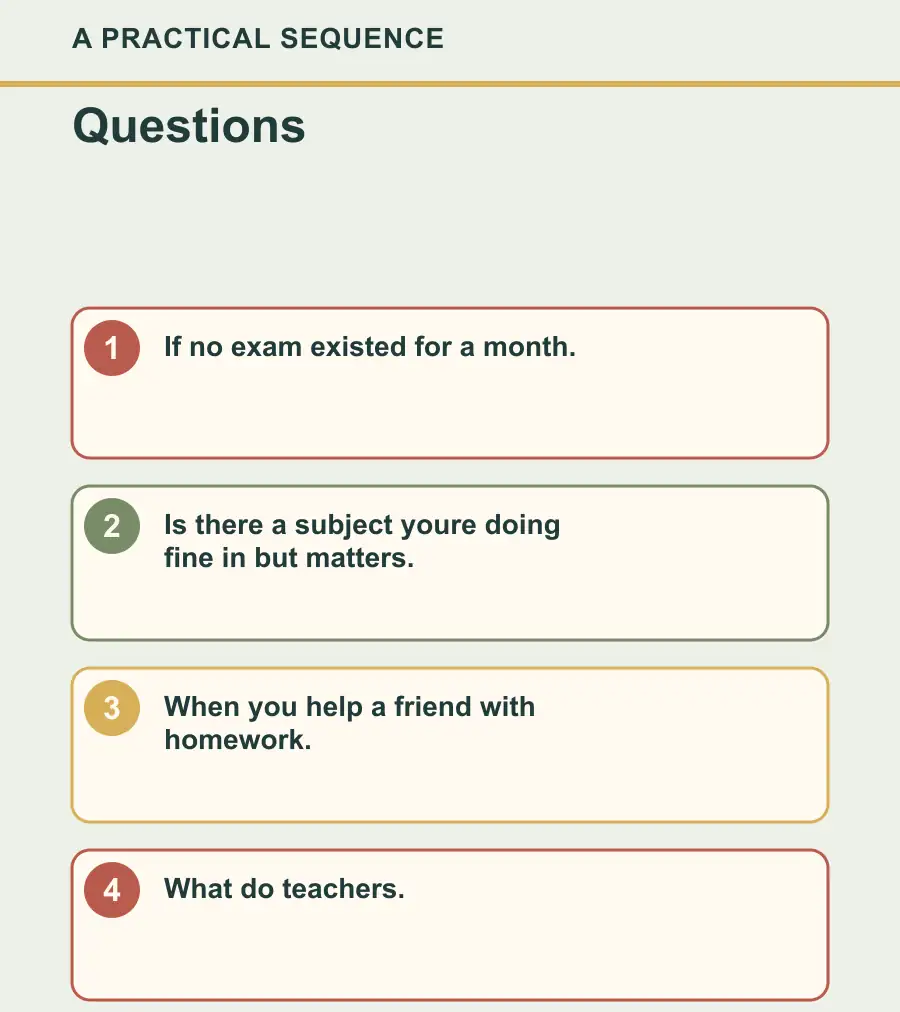 A PRACTICAL SEQUENCE
Questions
1
If no exam existed for a month.
2
Is there a subject youre doing
fine in but matters.
3
When you help a friend with
homework.
4
What do teachers.